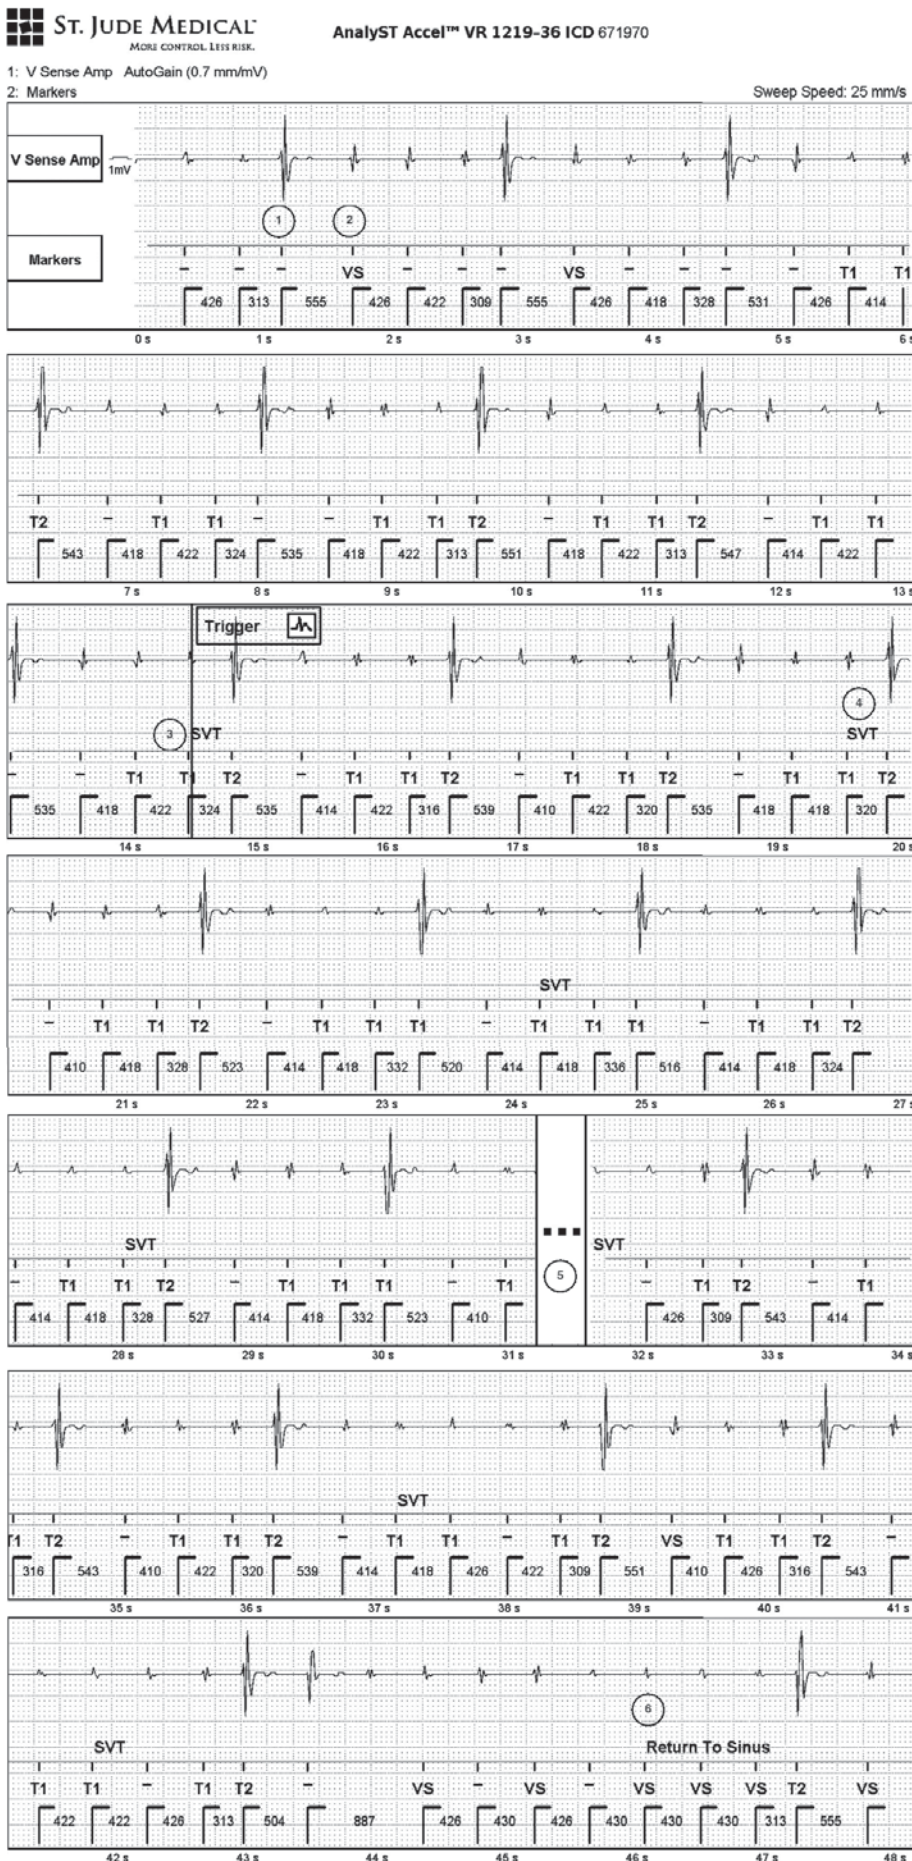 ST. JUDE MEDICAL™
MORE CONTROL. LESS RISK.
AnalyST Accel™ VR 1219-36 ICD 671970
1: V Sense Amp AutoGain (0.7 mm/mV)
2: Markers
Sweep Speed: 25 mm/s
V Sense Amp
1mV
1 2
Markers
– – – VS – – – VS – – – – T1 T1
426 313 555 426 422 309 555 426 418 328 531 426 414
0 s 1 s 2 s 3 s 4 s 5 s 6 s
T2 – T1 T1 – – T1 T1 T2 – T1 T1 T2 – T1 T1
543 418 422 324 535 418 422 313 551 418 422 313 547 414 422
7 s 8 s 9 s 10 s 11 s 12 s 13 s
Trigger
3 SVT 4 SVT
– – T1 T1 T2 – T1 T1 T2 – T1 T1 T2 – T1 T1 T2
535 418 422 324 535 414 422 316 539 410 422 320 535 418 418 320
14 s 15 s 16 s 17 s 18 s 19 s 20 s
SVT
– T1 T1 T2 – T1 T1 T1 – T1 T1 T1 – T1 T1 T2
410 418 328 523 414 418 332 520 414 418 336 516 414 418 324
21 s 22 s 23 s 24 s 25 s 26 s 27 s
SVT SVT
5
– T1 T1 T2 – T1 T1 T1 – T1 – T1 T2 – T1
414 418 328 527 414 418 332 523 410 426 309 543 414
28 s 29 s 30 s 31 s 32 s 33 s 34 s
SVT
T1 T2 – T1 T1 T2 – T1 T1 – T1 T2 VS T1 T1 T2 –
316 543 410 422 320 539 414 418 426 422 309 551 410 426 316 543
35 s 36 s 37 s 38 s 39 s 40 s 41 s
6
SVT Return To Sinus
T1 T1 – T1 T2 – VS – VS – VS VS VS T2 VS
422 422 426 313 504 887 426 430 426 430 430 430 313 555
42 s 43 s 44 s 45 s 46 s 47 s 48 s